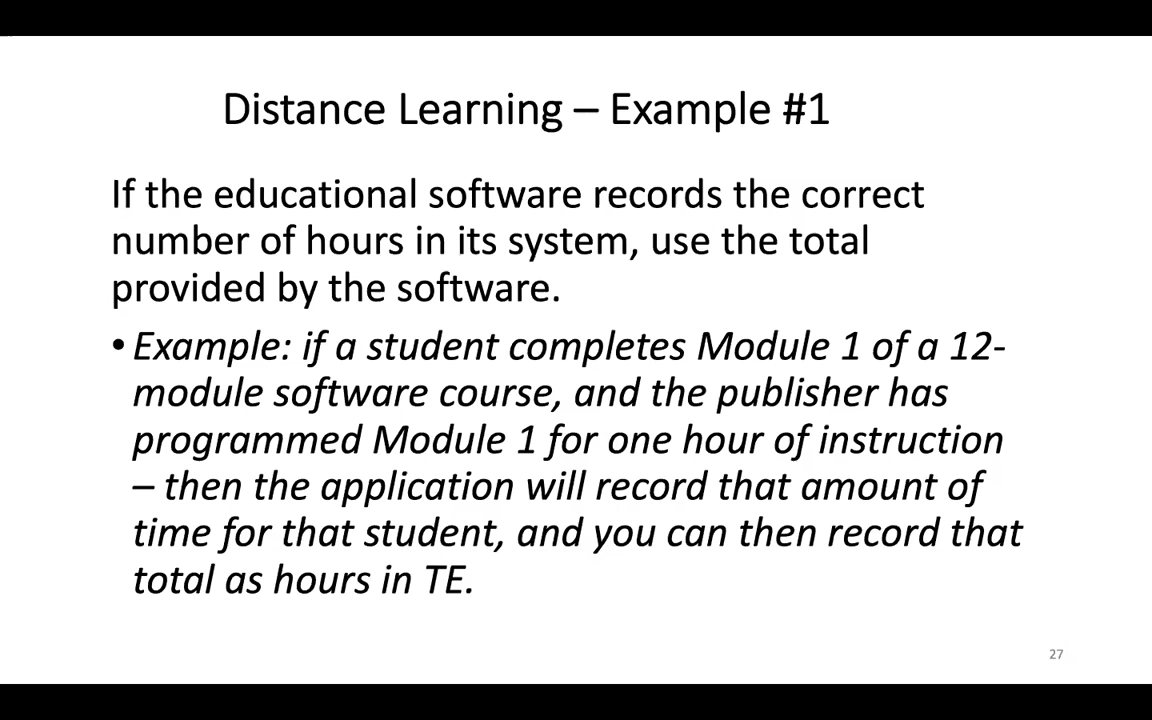 Distance Learning – Example #1
If the educational software records the correct
number of hours in its system, use the total
provided by the software.
• Example: if a student completes Module 1 of a 12-
module software course, and the publisher has
programmed Module 1 for one hour of instruction
– then the application will record that amount of
time for that student, and you can then record that
total as hours in TE.
27